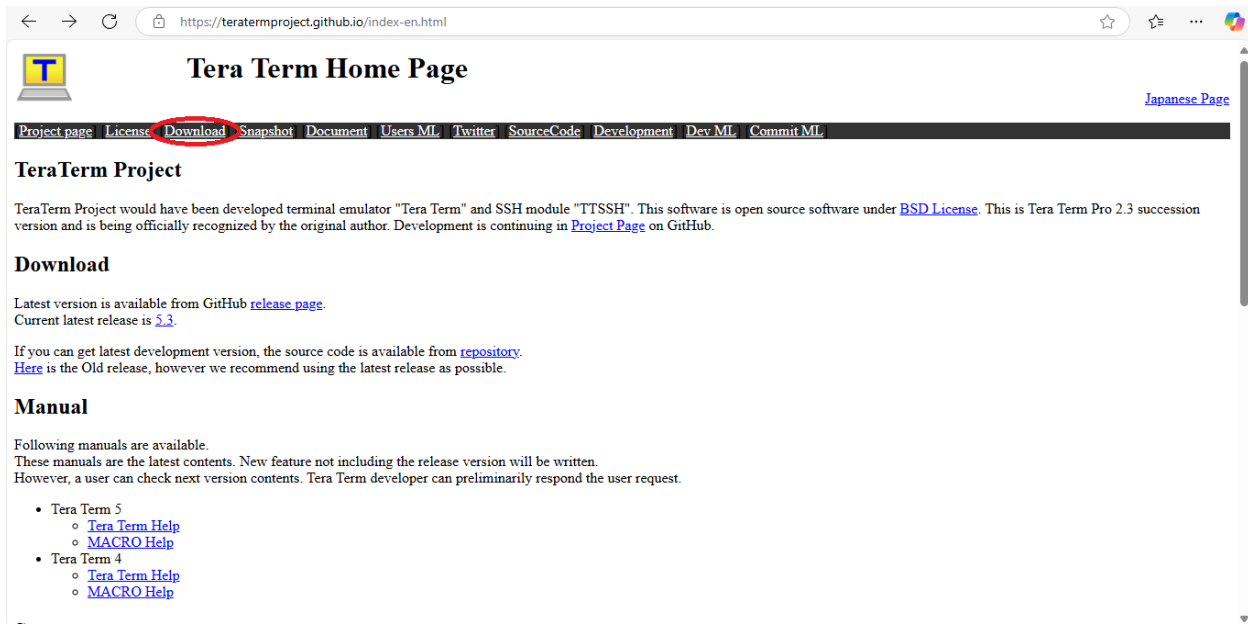 https://teratermproject.github.io/index-en.html
T
Tera Term Home Page
Japanese Page
[Project page] [License] [Download] [Snapshot] [Document] [Users ML] [Twitter] [SourceCode] [Development] [Dev ML] [Commit ML]
TeraTerm Project
TeraTerm Project would have been developed terminal emulator "Tera Term" and SSH module "TTSSH". This software is open source software under BSD License. This is Tera Term Pro 2.3 succession
version and is being officially recognized by the original author. Development is continuing in Project Page on GitHub.
Download
Latest version is available from GitHub release page.
Current latest release is 5.3.
If you can get latest development version, the source code is available from repository.
Here is the Old release, however we recommend using the latest release as possible.
Manual
Following manuals are available.
These manuals are the latest contents. New feature not including the release version will be written.
However, a user can check next version contents. Tera Term developer can preliminarily respond the user request.
• Tera Term 5
◦ Tera Term Help
◦ MACRO Help
• Tera Term 4
◦ Tera Term Help
◦ MACRO Help